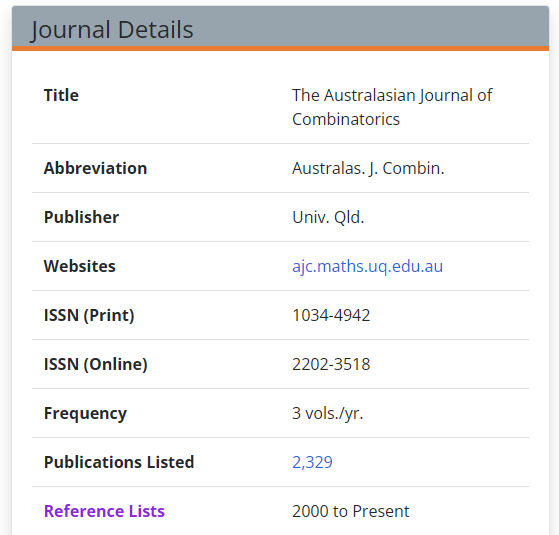 Journal Details
Title
The Australasian Journal of
Combinatorics
Abbreviation
Australas. J. Combin.
Publisher
Univ. Qld.
Websites
ajc.maths.uq.edu.au
ISSN (Print)
1034-4942
ISSN (Online)
2202-3518
Frequency
3 vols./yr.
Publications Listed
2,329
Reference Lists
2000 to Present